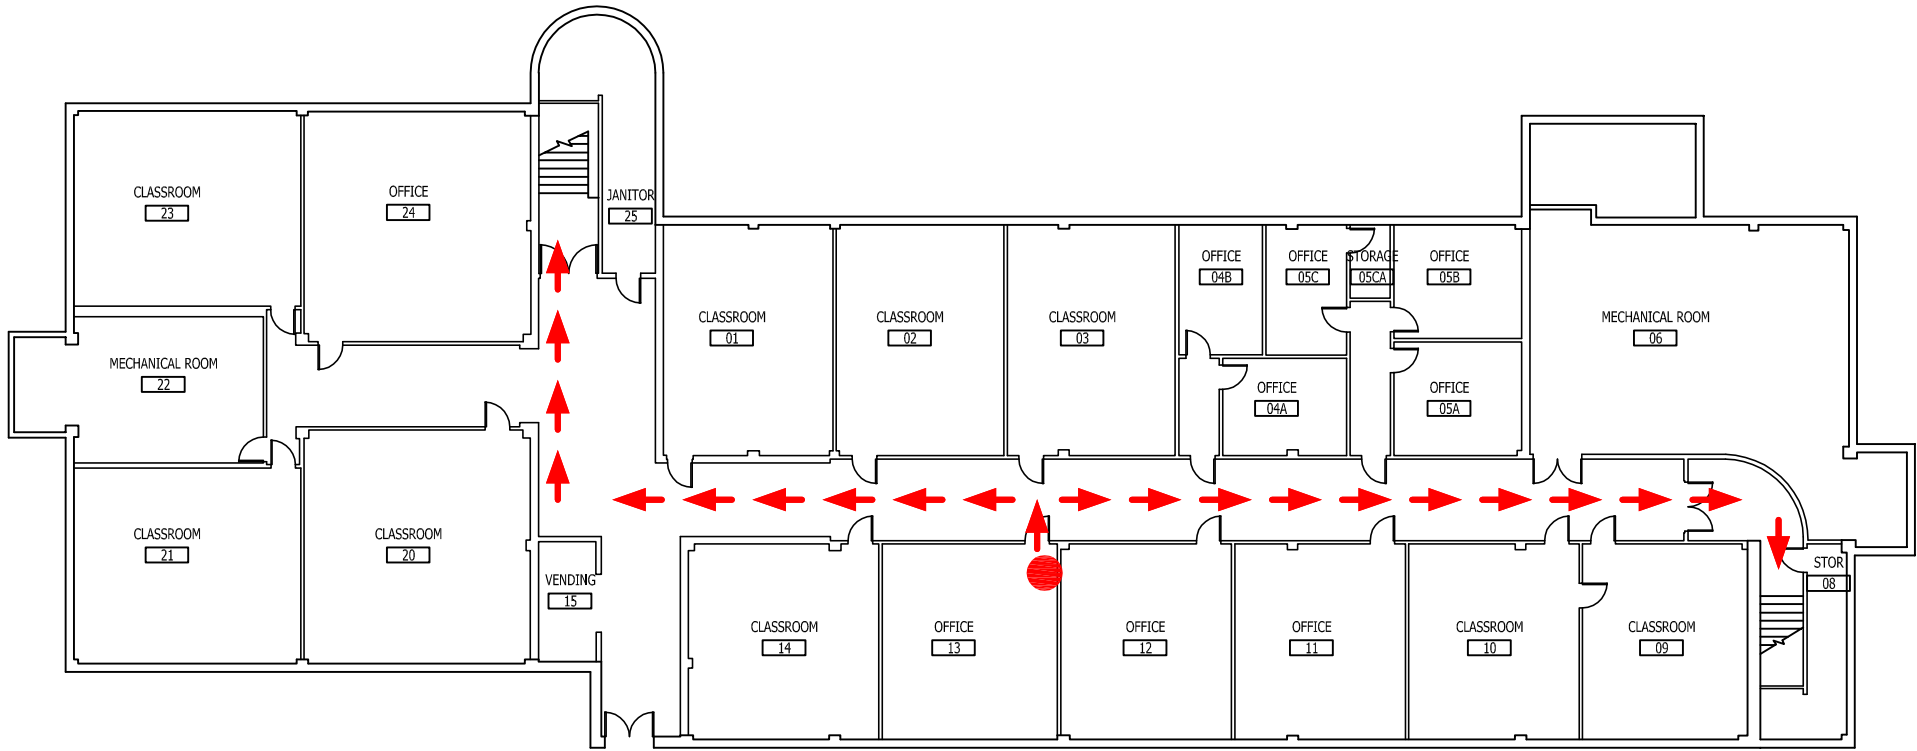 CLASSROOM
23
OFFICE
24
JANITOR
25
MECHANICAL ROOM
22
CLASSROOM
01
CLASSROOM
02
CLASSROOM
03
OFFICE
04B
OFFICE
05C
STORAGE
05CA
OFFICE
05B
OFFICE
04A
OFFICE
05A
MECHANICAL ROOM
06
CLASSROOM
21
CLASSROOM
20
VENDING
15
CLASSROOM
14
OFFICE
13
OFFICE
12
OFFICE
11
CLASSROOM
10
CLASSROOM
09
STOR
08